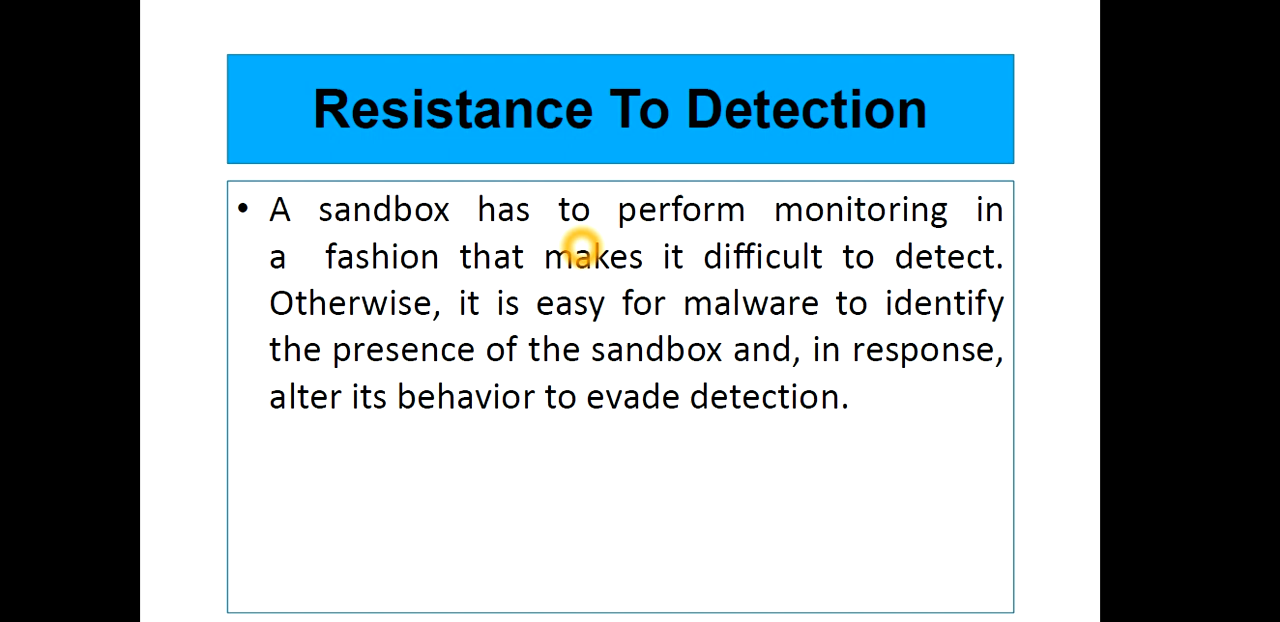 Resistance To Detection
• A sandbox has to perform monitoring in
a fashion that makes it difficult to detect.
Otherwise, it is easy for malware to identify
the presence of the sandbox and, in response,
alter its behavior to evade detection.